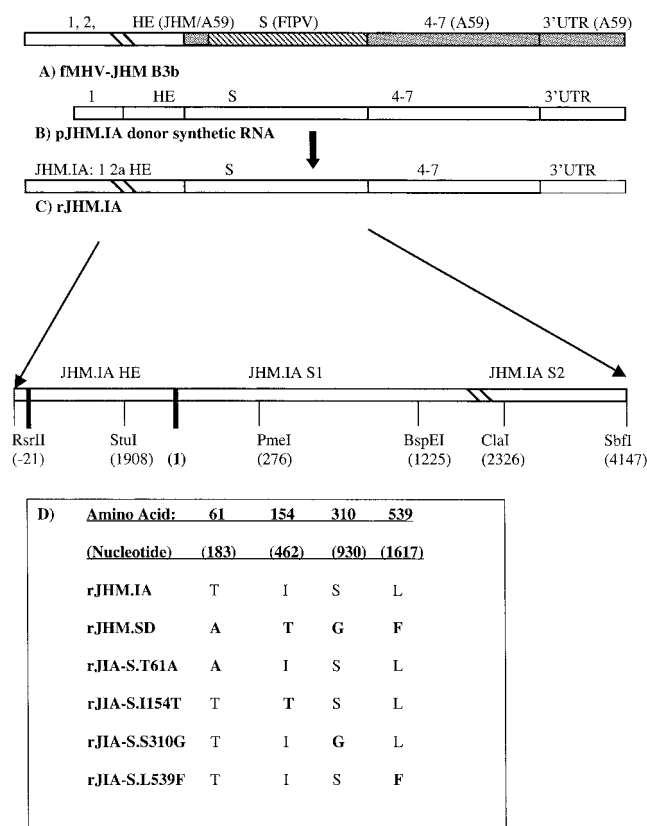 1, 2, HE (JHM/A59) S (FIPV) 4-7 (A59) 3'UTR (A59)
A) fMHV-JHM B3b
1 HE S 4-7 3'UTR
B) pJHM.IA donor synthetic RNA
JHM.IA: 1 2a HE S 4-7 3'UTR
C) rJHM.IA
JHM.IA HE JHM.IA S1 JHM.IA S2
RsrII StuI PmeI BspEI ClaI SbfI
(-21) (1908) (1) (276) (1225) (2326) (4147)
D) Amino Acid: 61 154 310 539
(Nucleotide) (183) (462) (930) (1617)
rJHM.IA T I S L
rJHM.SD A T G F
rJIA-S.T61A A I S L
rJIA-S.I154T T T S L
rJIA-S.S310G T I G L
rJIA-S.L539F T I S F